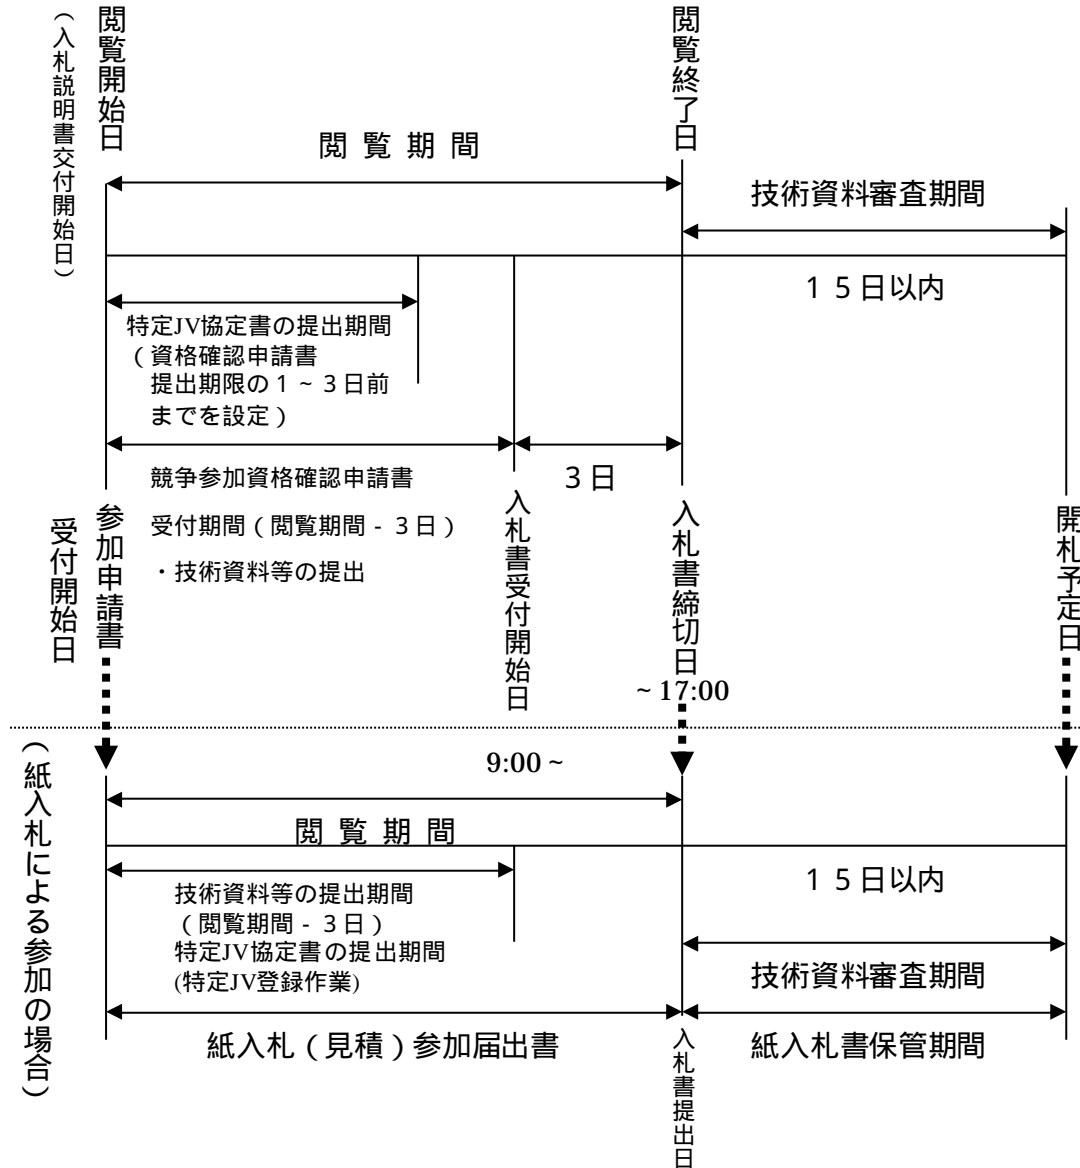 （入札説明書交付開始日）
閲覧開始日
閲覧終了日
閲 覧 期 間
技術資料審査期間
１５日以内
特定JV協定書の提出期間
（資格確認申請書
提出期限の１～３日前
までを設定）
競争参加資格確認申請書
受付期間（閲覧期間－３日）
・技術資料等の提出
３日
参加申請書
受付開始日
入札書受付開始日
入札書締切日
～17:00
開札予定日
（紙入札による参加の場合）
9:00～
閲 覧 期 間
技術資料等の提出期間
（閲覧期間－３日）
特定JV協定書の提出期間
(特定JV登録作業)
１５日以内
技術資料審査期間
紙入札（見積）参加届出書
紙入札書保管期間
入札書提出日